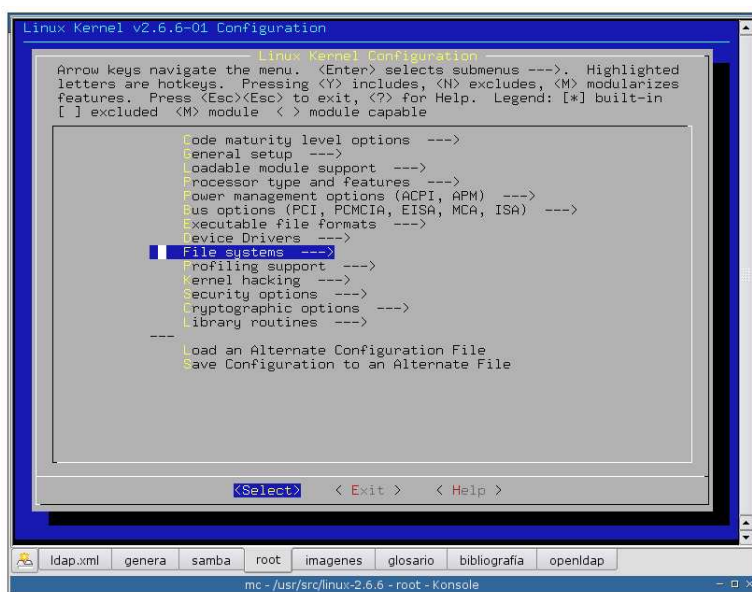 Linux Kernel v2.6.6-01 Configuration
Linux Kernel Configuration
Arrow keys navigate the menu. <Enter> selects submenus --->. Highlighted
letters are hotkeys. Pressing <Y> includes, <N> excludes, <M> modularizes
features. Press <Esc><Esc> to exit, <?> for Help. Legend: [*] built-in
[ ] excluded <M> module < > module capable
Code maturity level options --->
General setup --->
Loadable module support --->
Processor type and features --->
Power management options (ACPI, APM) --->
Bus options (PCI, PCMCIA, EISA, MCA, ISA) --->
Executable file formats --->
Device Drivers --->
File systems --->
Profiling support --->
Kernel hacking --->
Security options --->
Cryptographic options --->
Library routines --->
---
Load an Alternate Configuration File
Save Configuration to an Alternate File
<Select> < Exit > < Help >
ldap.xml genera samba root imagenes glosario bibliografía openldap
mc - /usr/src/linux-2.6.6 - root - Konsole